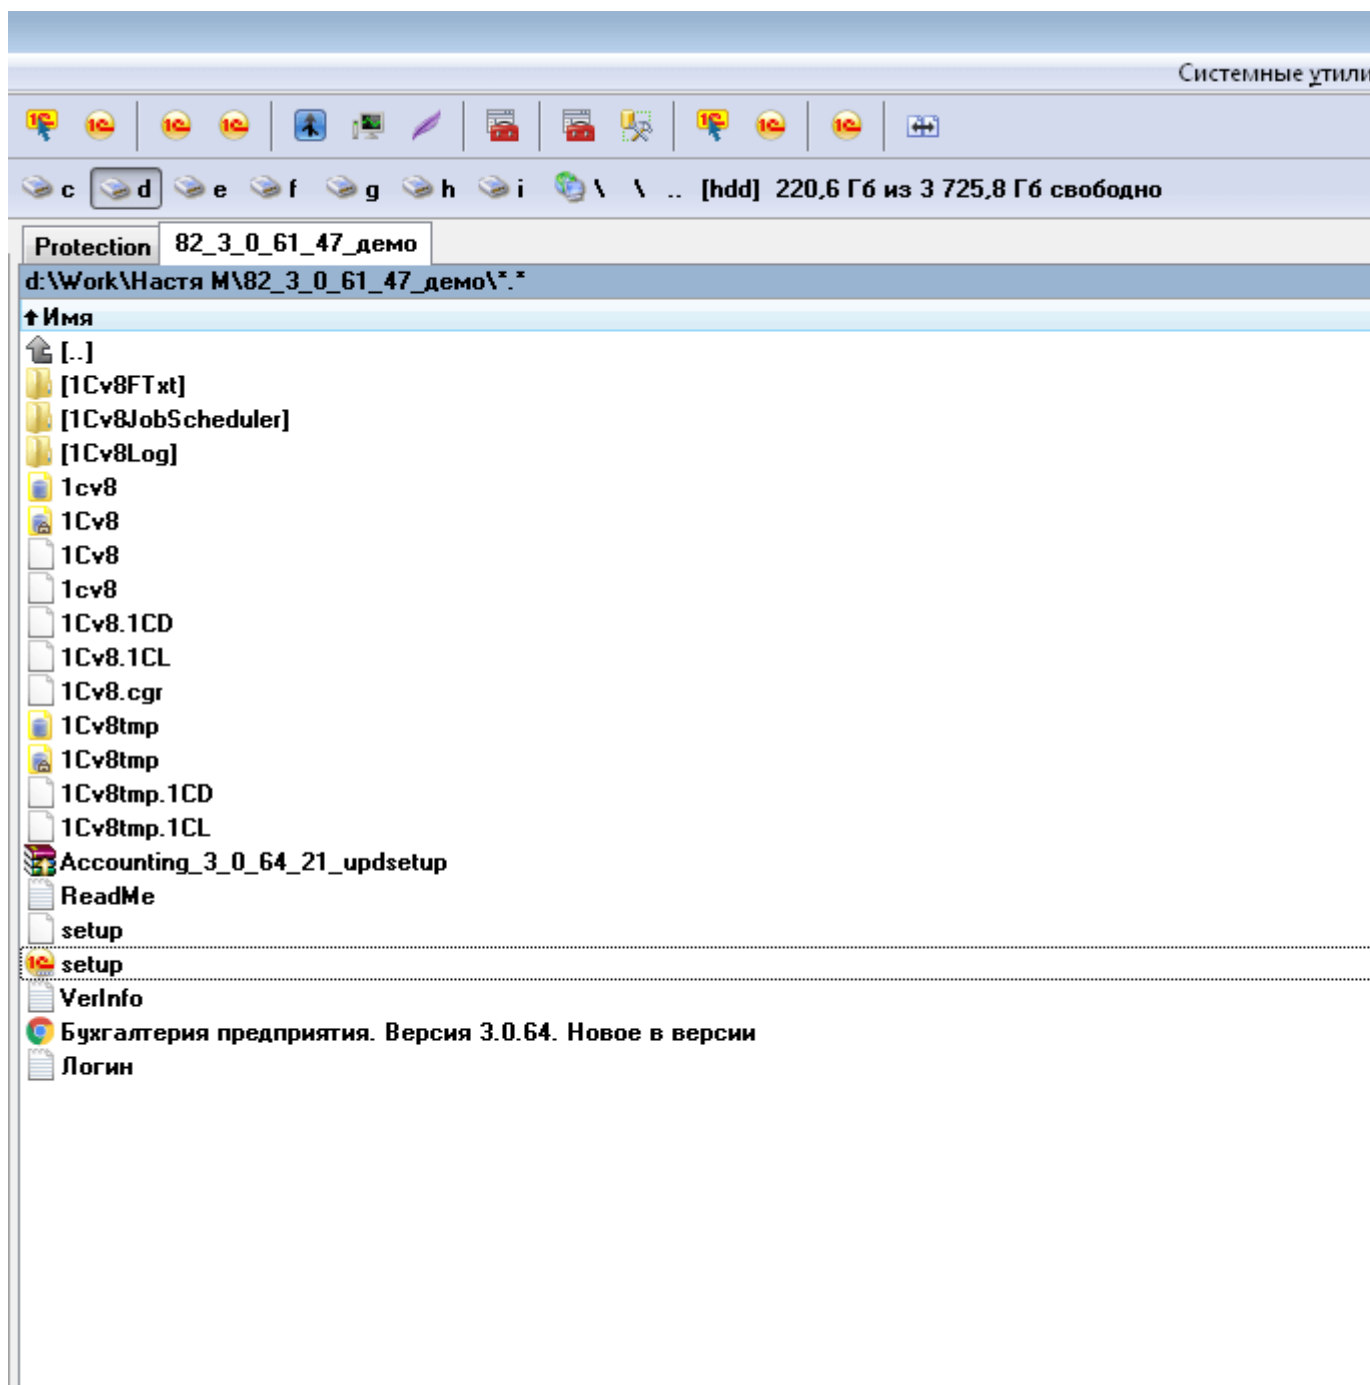 Системные утили
c d e f g h i \ \ .. [hdd] 220,6 Гб из 3 725,8 Гб свободно
Protection 82_3_0_61_47_демо
d:\Work\Настя М\82_3_0_61_47_демо\*.*
Имя
[..]
[1Cv8FTxt]
[1Cv8JobScheduler]
[1Cv8Log]
1cv8
1Cv8
1Cv8
1cv8
1Cv8.1CD
1Cv8.1CL
1Cv8.cgr
1Cv8tmp
1Cv8tmp
1Cv8tmp.1CD
1Cv8tmp.1CL
Accounting_3_0_64_21_updsetup
ReadMe
setup
setup
VerInfo
Бухгалтерия предприятия. Версия 3.0.64. Новое в версии
Логин